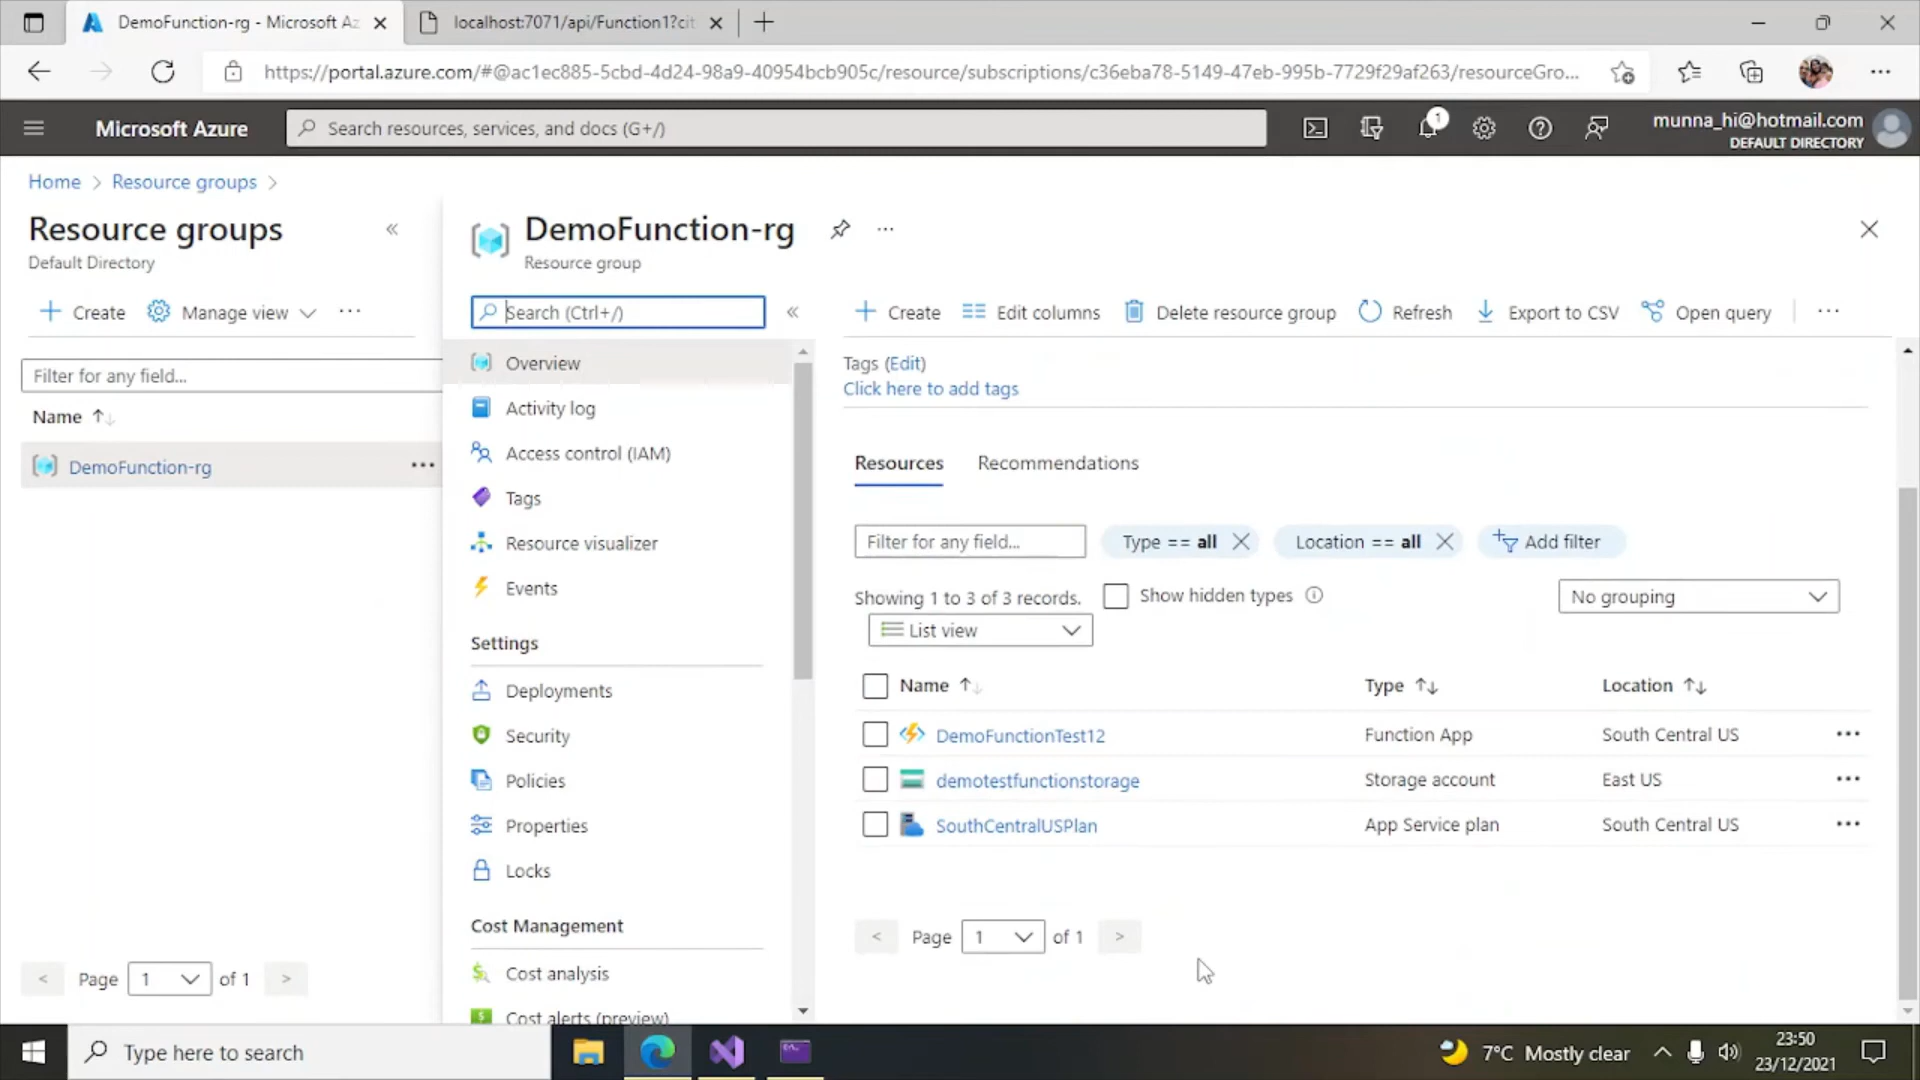 DemoFunction-rg - Microsoft Az
localhost:7071/api/Function1?cit
https://portal.azure.com/#@ac1ec885-5cbd-4d24-98a9-40954bcb905c/resource/subscriptions/c36eba78-5149-47eb-995b-7729f29af263/resourceGro...
Microsoft Azure
Search resources, services, and docs (G+/)
1
munna_hi@hotmail.com
DEFAULT DIRECTORY
Home > Resource groups >
Resource groups
Default Directory
Create
Manage view
Filter for any field...
Name
DemoFunction-rg
Page 1 of 1
DemoFunction-rg
Resource group
Search (Ctrl+/)
Overview
Activity log
Access control (IAM)
Tags
Resource visualizer
Events
Settings
Deployments
Security
Policies
Properties
Locks
Cost Management
Cost analysis
Cost alerts (preview)
Create
Edit columns
Delete resource group
Refresh
Export to CSV
Open query
Tags (Edit)
Click here to add tags
Resources Recommendations
Filter for any field...
Type == all
Location == all
Add filter
Showing 1 to 3 of 3 records.
Show hidden types
No grouping
List view
Name Type Location
DemoFunctionTest12 Function App South Central US
demotestfunctionstorage Storage account East US
SouthCentralUSPlan App Service plan South Central US
< Page 1 of 1 >
Type here to search
7°C Mostly clear
23:50
23/12/2021